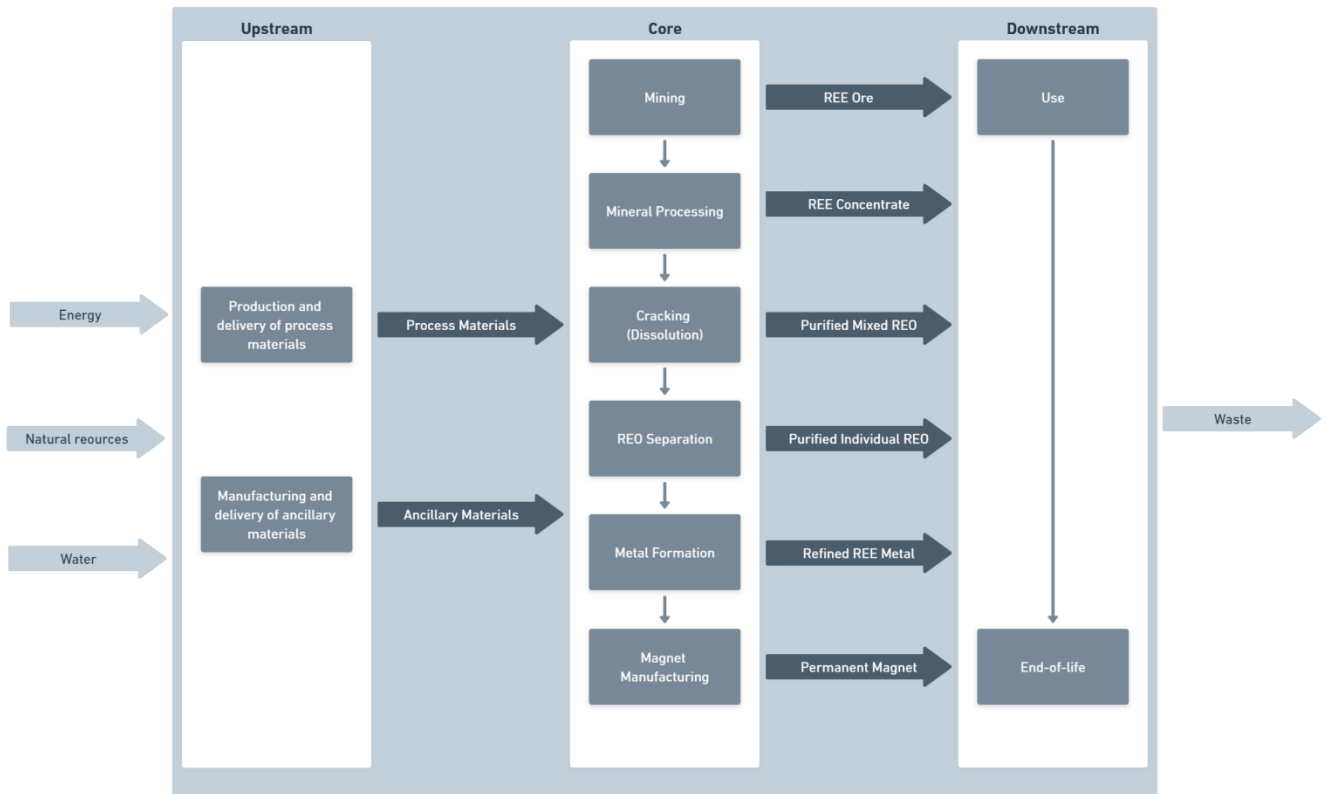 Upstream
Core
Downstream
Mining
REE Ore
Use
Mineral Processing
REE Concentrate
Energy
Production and
delivery of process
materials
Process Materials
Cracking
(Dissolution)
Purified Mixed REO
Natural reources
REO Separation
Purified Individual REO
Waste
Manufacturing and
delivery of ancillary
materials
Ancillary Materials
Water
Metal Formation
Refined REE Metal
Magnet
Manufacturing
Permanent Magnet
End-of-life